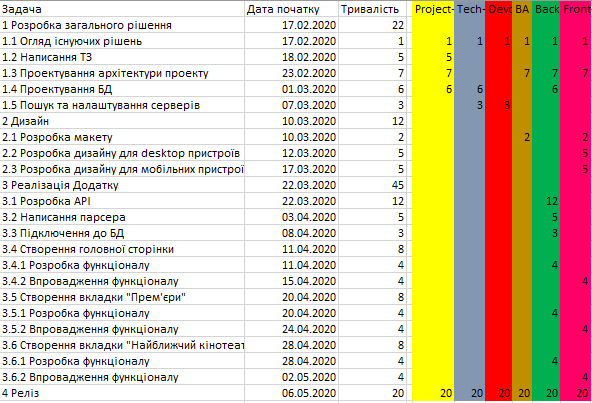 Задача Дата початку Тривалість Project- Tech- Devo BA Back Front-
1 Розробка загального рішення 17.02.2020 22
1.1 Огляд існуючих рішень 17.02.2020 1 1 1 1 1 1 1
1.2 Написання ТЗ 18.02.2020 5 5
1.3 Проектування архітектури проекту 23.02.2020 7 7 7 7 7
1.4 Проектування БД 01.03.2020 6 6 6 6
1.5 Пошук та налаштування серверів 07.03.2020 3 3 3
2 Дизайн 10.03.2020 12
2.1 Розробка макету 10.03.2020 2 2 2
2.2 Розробка дизайну для desktop пристроїв 12.03.2020 5 5
2.3 Розробка дизайну для мобільних пристрої 17.03.2020 5 5
3 Реалізація Додатку 22.03.2020 45
3.1 Розробка АРІ 22.03.2020 12 12
3.2 Написання парсера 03.04.2020 5 5
3.3 Підключення до БД 08.04.2020 3 3
3.4 Створення головної сторінки 11.04.2020 8
3.4.1 Розробка функціоналу 11.04.2020 4 4
3.4.2 Впровадження функціоналу 15.04.2020 4 4
3.5 Створення вкладки "Прем'єри" 20.04.2020 8
3.5.1 Розробка функціоналу 20.04.2020 4 4
3.5.2 Впровадження функціоналу 24.04.2020 4 4
3.6 Створення вкладки "Найближчий кінотеат 28.04.2020 8
3.6.1 Розробка функціоналу 28.04.2020 4 4
3.6.2 Впровадження функціоналу 02.05.2020 4 4
4 Реліз 06.05.2020 20 20 20 20 20 20 20